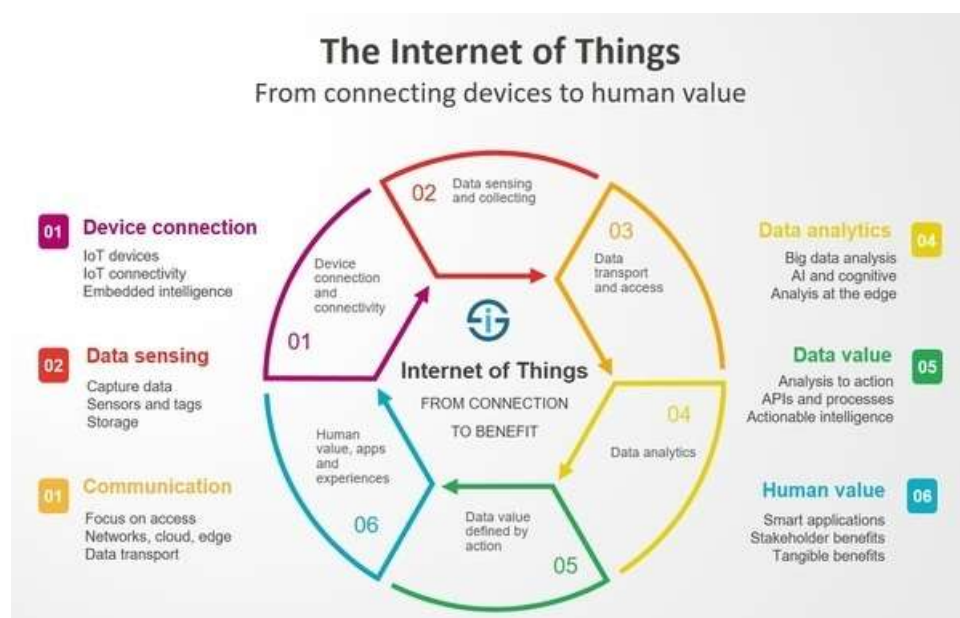 The Internet of Things
From connecting devices to human value
01 Device connection
IoT devices
IoT connectivity
Embedded intelligence
02 Data sensing
Capture data
Sensors and tags
Storage
01 Communication
Focus on access
Networks, cloud, edge
Data transport
01
Device
connection
and
connectivity
02
Data sensing
and collecting
03
Data
transport
and access
04
Data analytics
05
Data value
defined by
action
06
Human
value, apps
and
experiences
SiG
Internet of Things
FROM CONNECTION
TO BENEFIT
Data analytics 04
Big data analysis
AI and cognitive
Analyis at the edge
Data value 05
Analysis to action
APIs and processes
Actionable intelligence
Human value 06
Smart applications
Stakeholder benefits
Tangible benefits